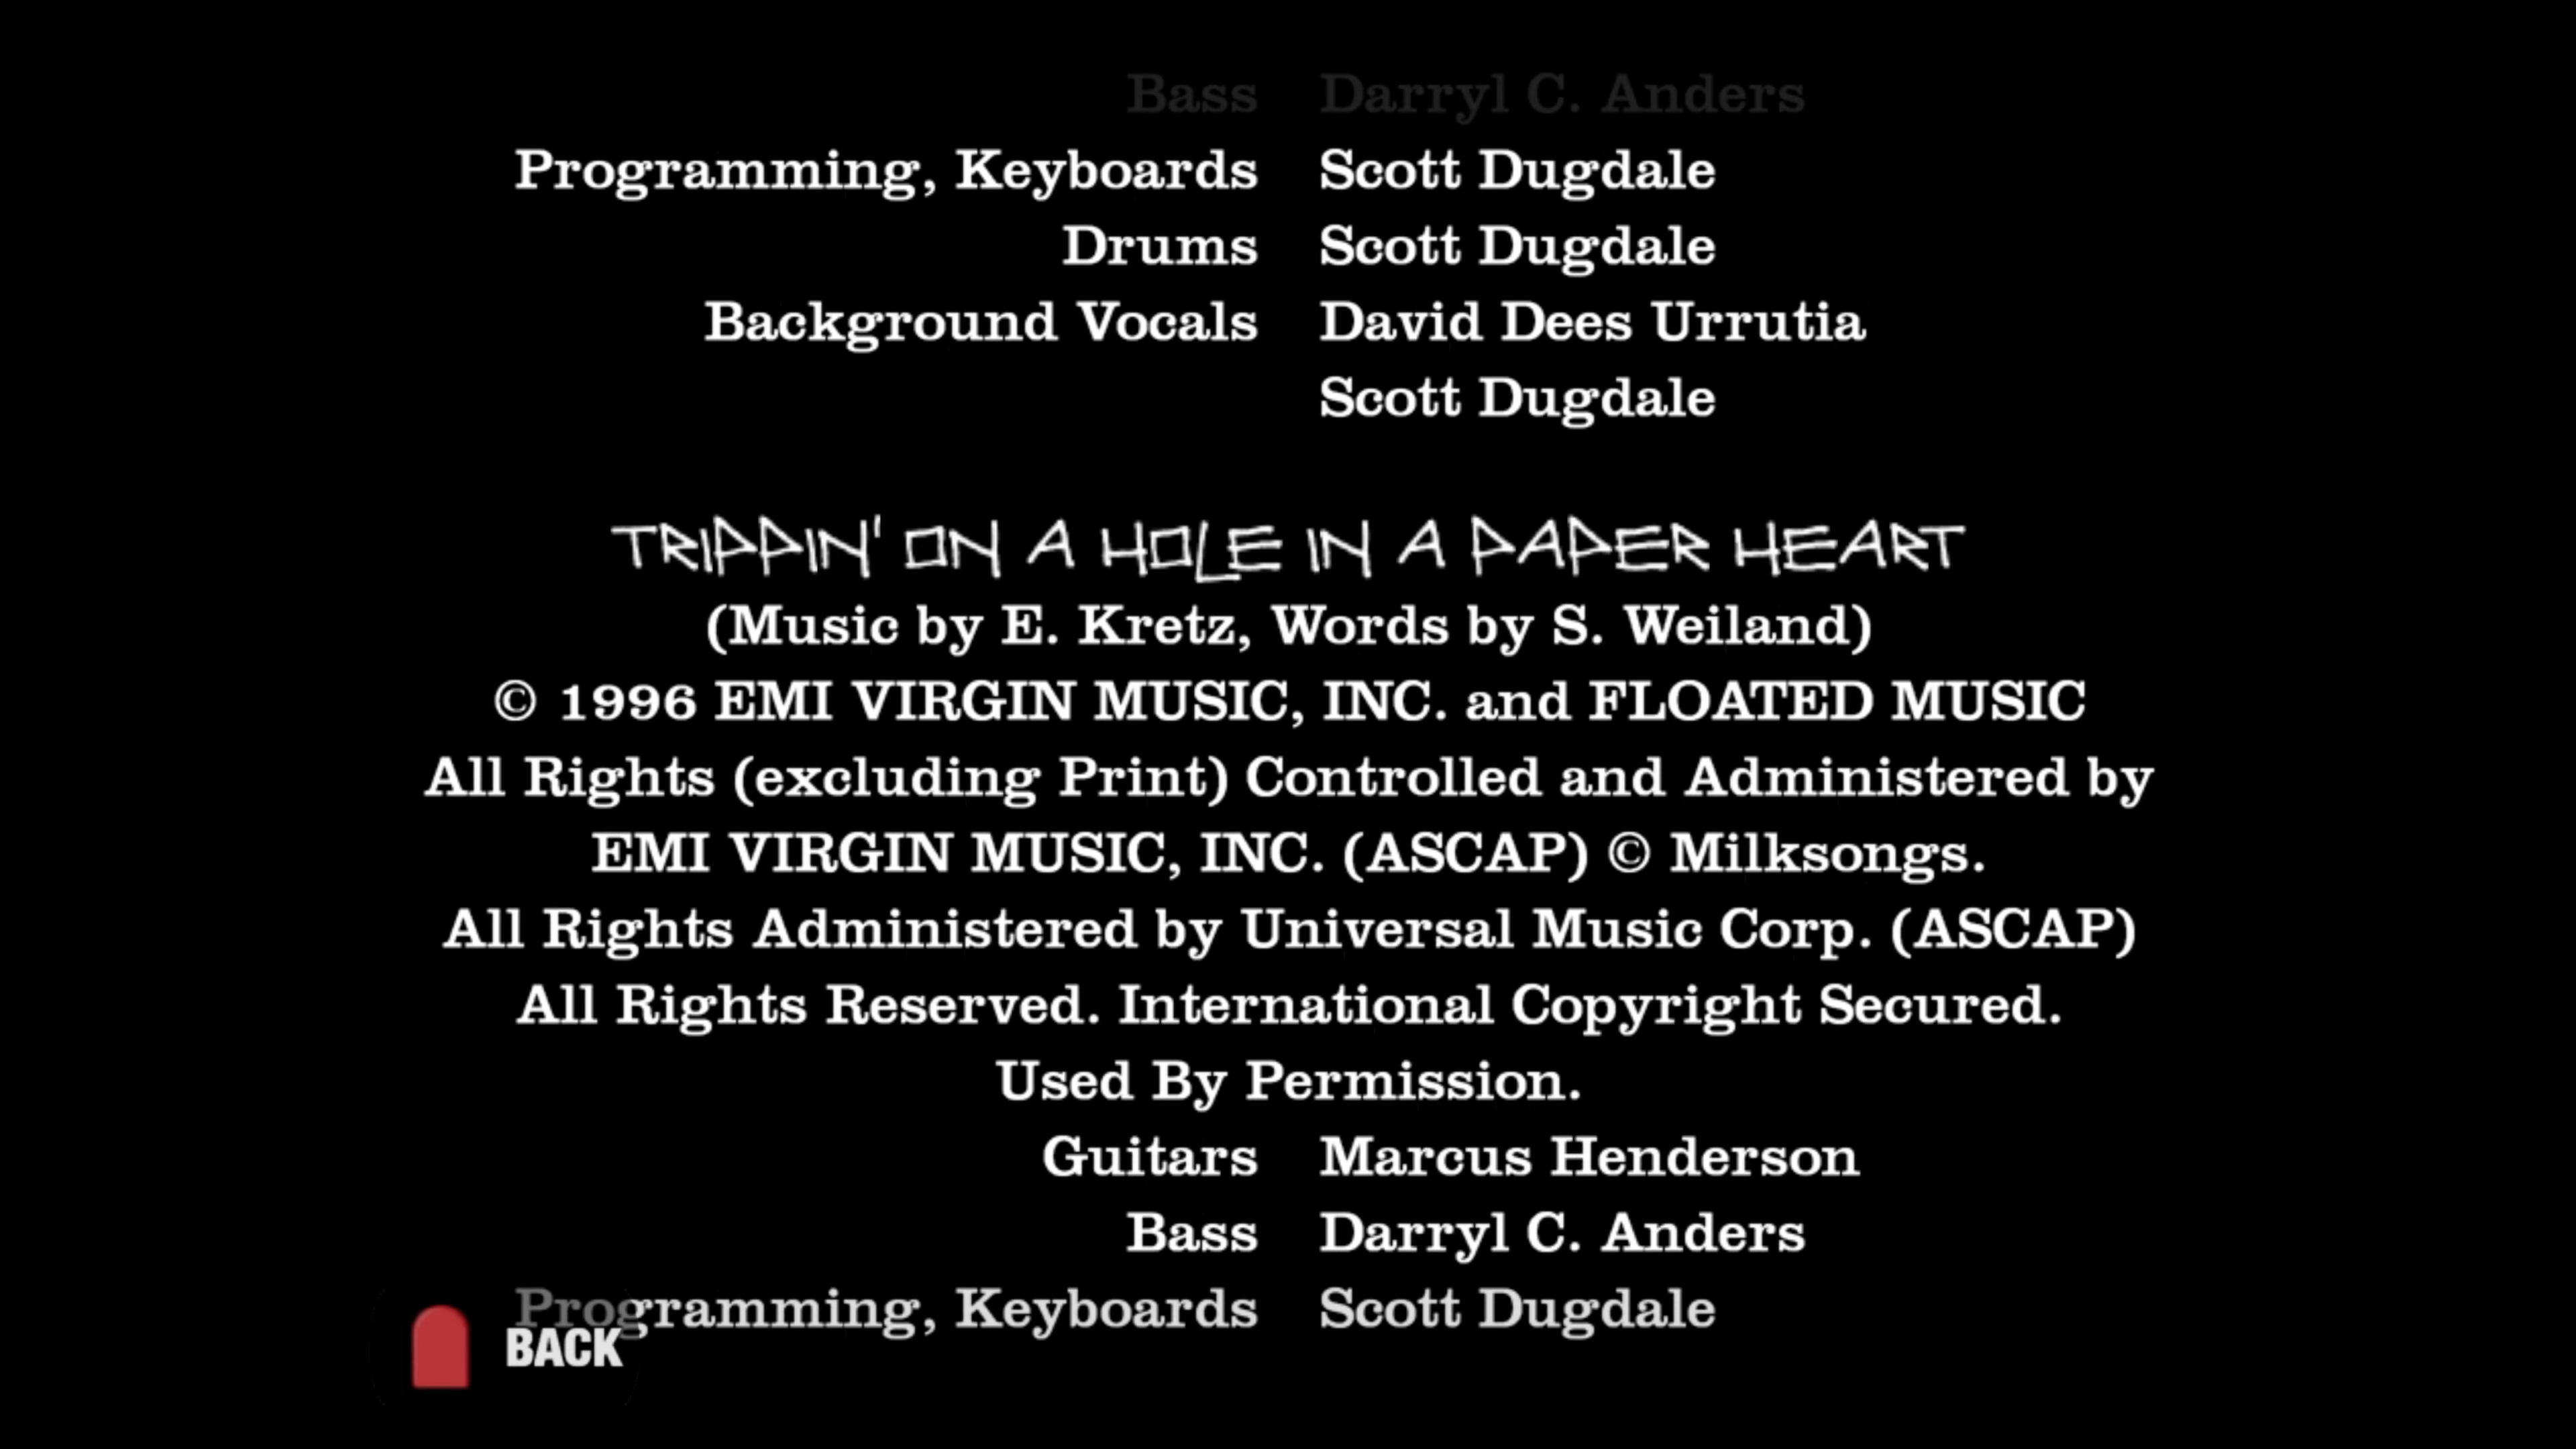 Bass Darryl C. Anders
Programming, Keyboards Scott Dugdale
Drums Scott Dugdale
Background Vocals David Dees Urrutia
Scott Dugdale
TRIPPIN' ON A HOLE IN A PAPER HEART
(Music by E. Kretz, Words by S. Weiland)
© 1996 EMI VIRGIN MUSIC, INC. and FLOATED MUSIC
All Rights (excluding Print) Controlled and Administered by
EMI VIRGIN MUSIC, INC. (ASCAP) © Milksongs.
All Rights Administered by Universal Music Corp. (ASCAP)
All Rights Reserved. International Copyright Secured.
Used By Permission.
Guitars Marcus Henderson
Bass Darryl C. Anders
Programming, Keyboards Scott Dugdale
BACK